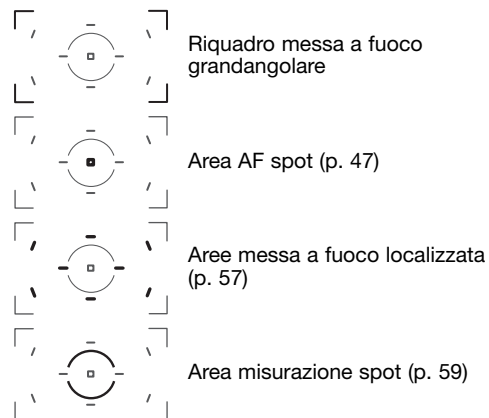 Riquadro messa a fuoco
grandangolare
Area AF spot (p. 47)
Aree messa a fuoco localizzata
(p. 57)
Area misurazione spot (p. 59)